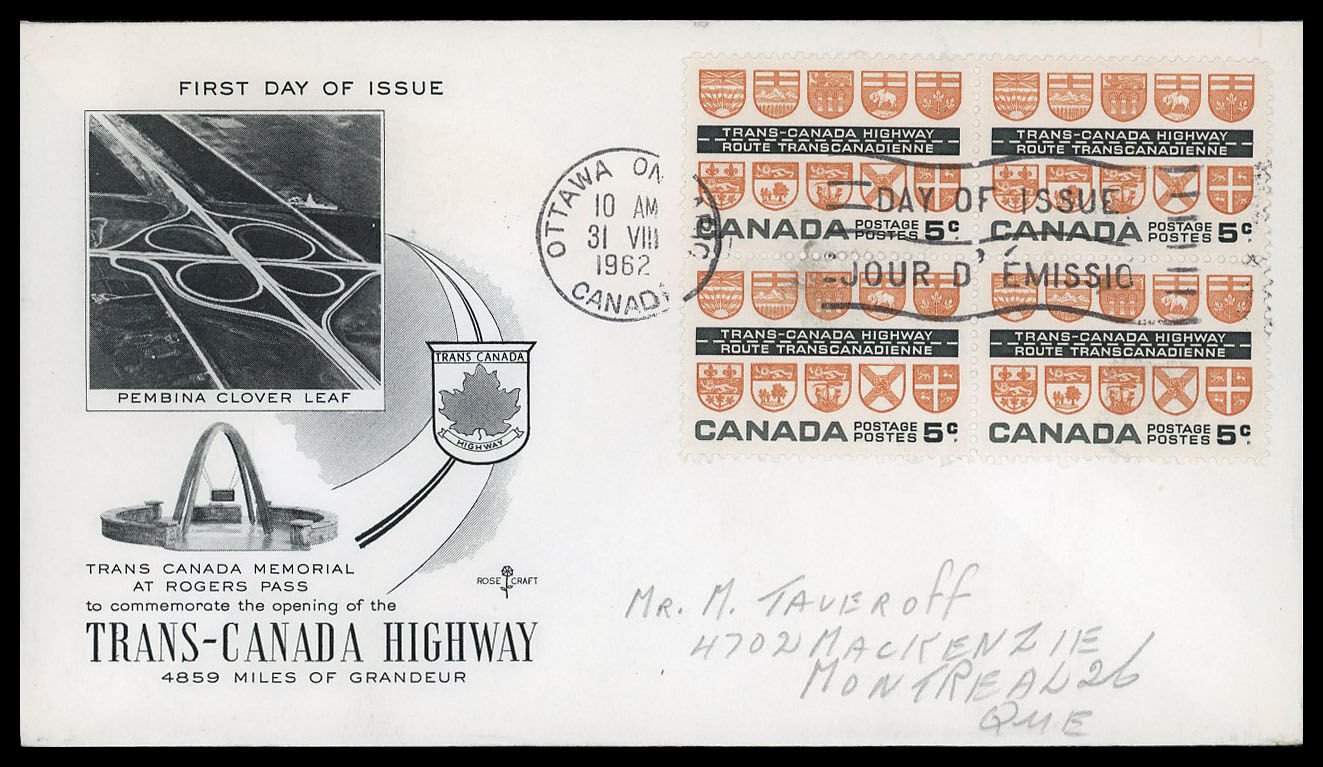 FIRST DAY OF ISSUE
PEMBINA CLOVER LEAF
TRANS CANADA
HIGHWAY
TRANS CANADA MEMORIAL
AT ROGERS PASS
to commemorate the opening of the
TRANS-CANADA HIGHWAY
4859 MILES OF GRANDEUR
ROSE CRAFT
OTTAWA ON
10 AM
31 VIII
1962
CANADA
TRANS-CANADA HIGHWAY
ROUTE TRANSCANADIENNE
CANADA POSTAGE POSTES 5c
TRANS-CANADA HIGHWAY
ROUTE TRANSCANADIENNE
CANADA POSTAGE POSTES 5c
DAY OF ISSUE
JOUR D'ÉMISSIO
TRANS-CANADA HIGHWAY
ROUTE TRANSCANADIENNE
CANADA POSTAGE POSTES 5c
TRANS-CANADA HIGHWAY
ROUTE TRANSCANADIENNE
CANADA POSTAGE POSTES 5c
MR. M. TAVEROFF
4702 MACKENZIE
MONTREAL 26
QUE